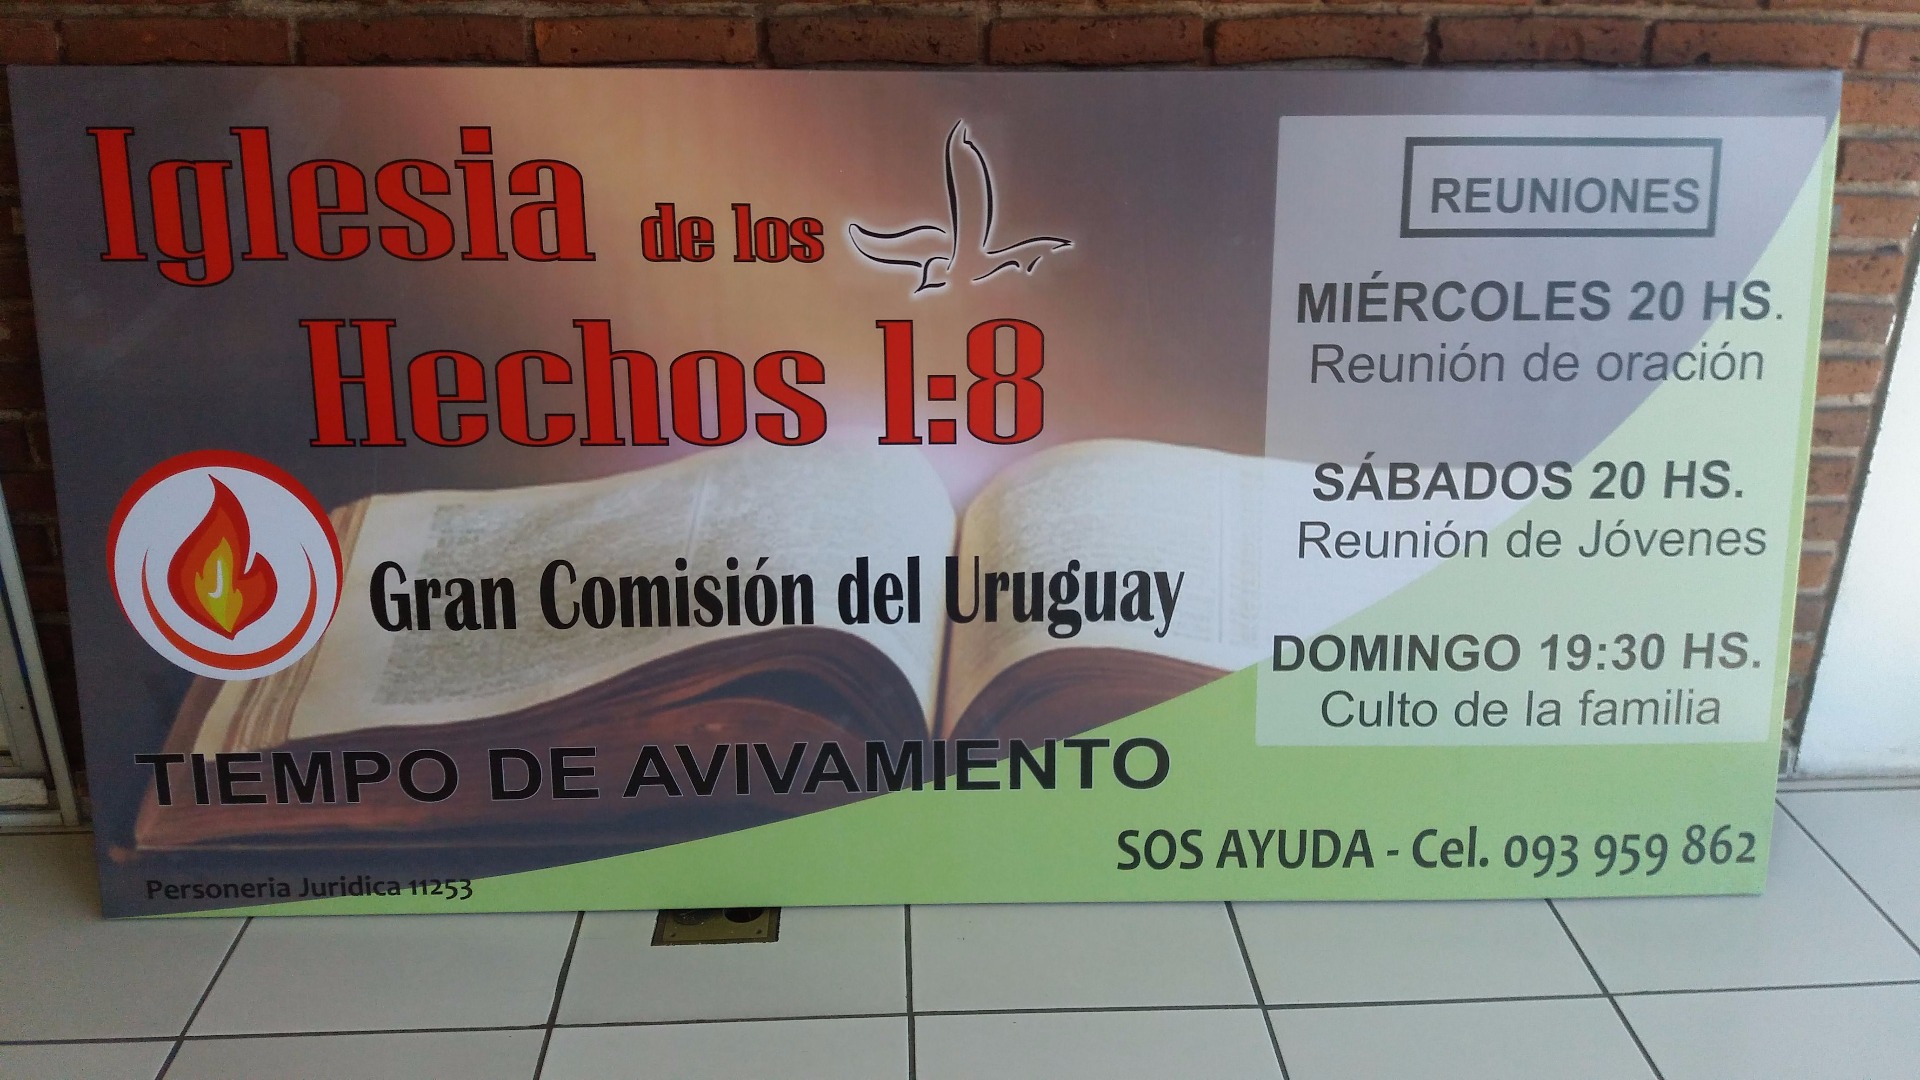 Iglesia de los
Hechos 1:8
Gran Comisión del Uruguay
TIEMPO DE AVIVAMIENTO
Personeria Juridica 11253
REUNIONES
MIÉRCOLES 20 HS.
Reunión de oración
SÁBADOS 20 HS.
Reunión de Jóvenes
DOMINGO 19:30 HS.
Culto de la familia
SOS AYUDA - Cel. 093 959 862